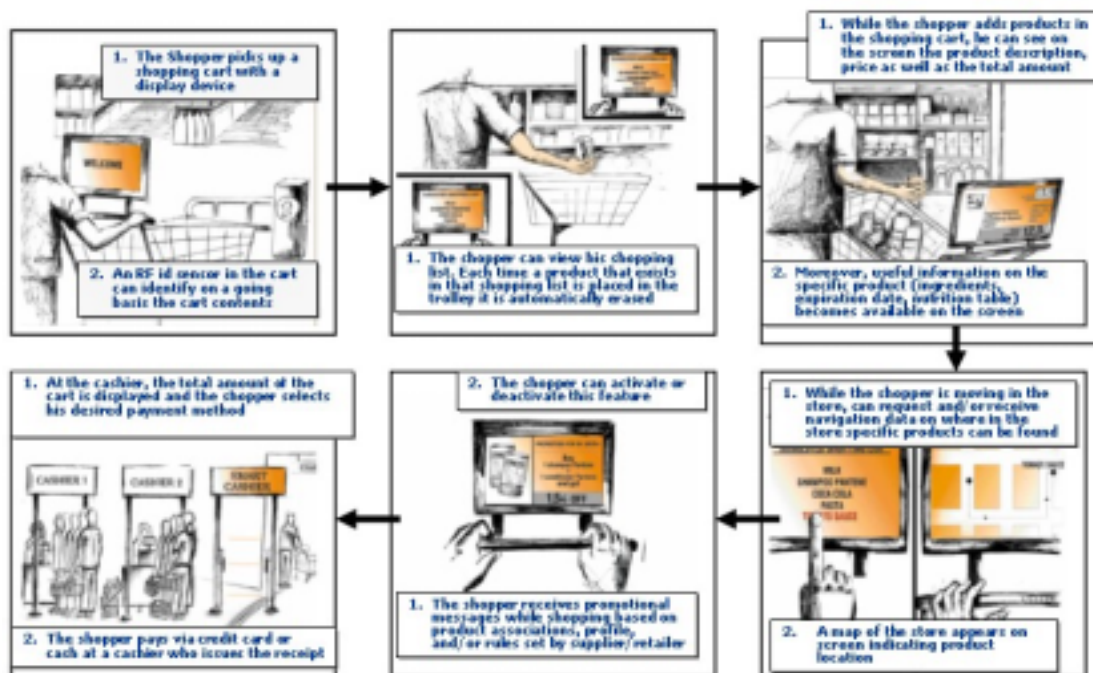 1. The Shopper picks up a
shopping cart with a
display device
WELCOME
2. An RF id sensor in the cart
can identify on a going
basis the cart contents
1. The shopper can view his shopping
list. Each time a product that exists
in that shopping list is placed in the
trolley it is automatically erased
1. While the shopper adds products in
the shopping cart, he can see on
the screen the product description,
price as well as the total amount
2. Moreover, useful information on the
specific product (ingredients,
expiration date, nutrition table)
becomes available on the screen
1. While the shopper is moving in the
store, can request and/or receive
navigation data on where in the
store specific products can be found
MILK
SHAMPOO PANTENE
COCA COLA
PASTA
2. A map of the store appears on
screen indicating product
location
2. The shopper can activate or
deactivate this feature
OFF
1. The shopper receives promotional
messages while shopping based on
product associations, profile,
and/or rules set by supplier/retailer
1. At the cashier, the total amount of the
cart is displayed and the shopper selects
his desired payment method
CASHIER 1
CASHIER 2
SMART
CASHIER
2. The shopper pays via credit card or
cash at a cashier who issues the receipt